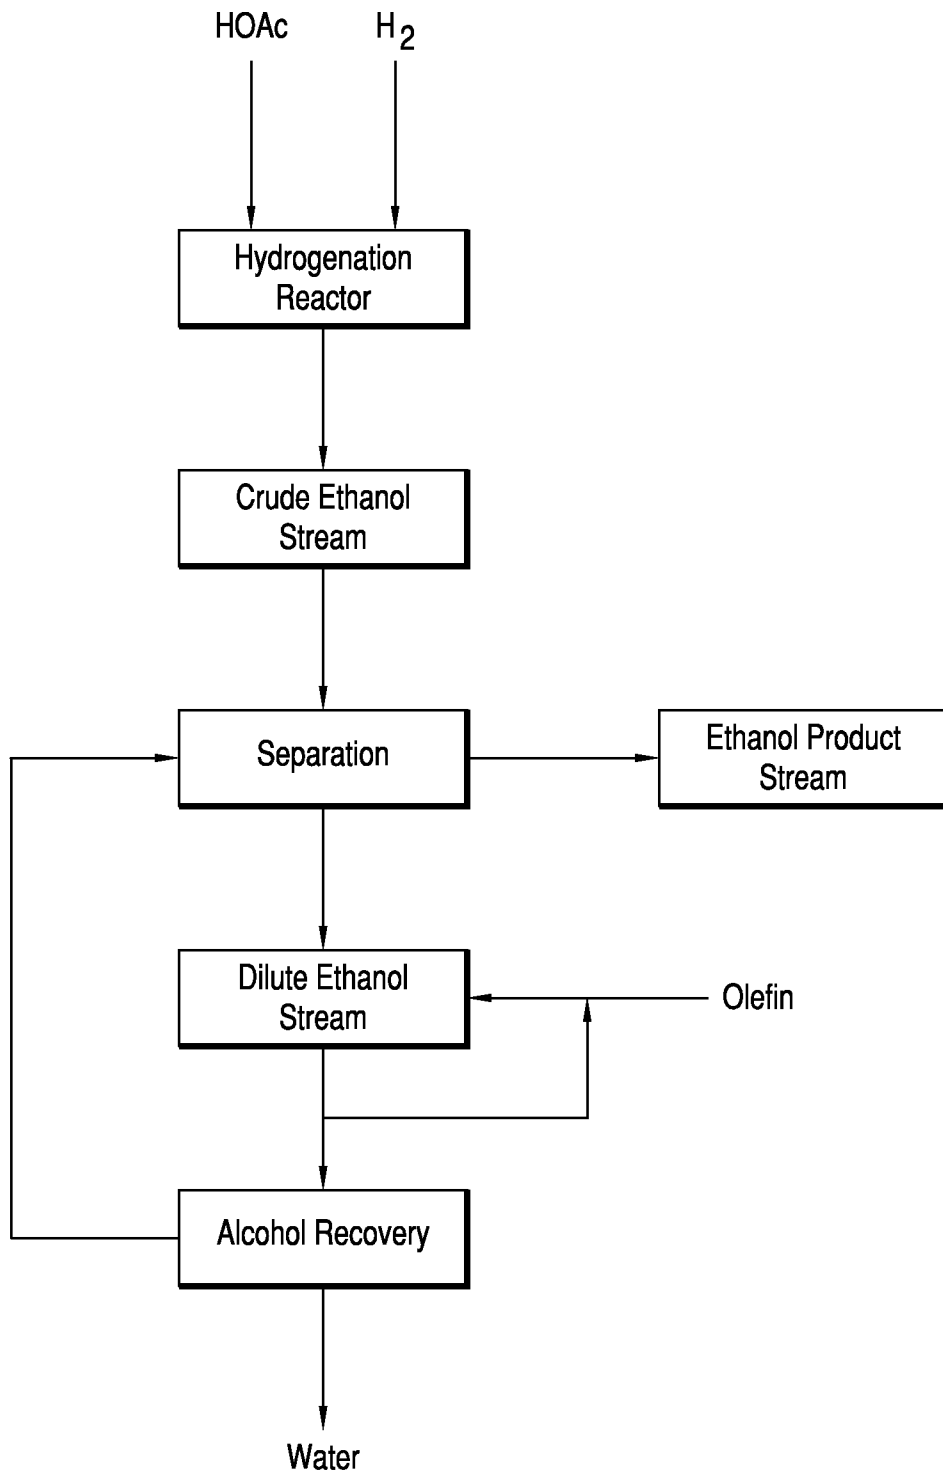 HOAc
H2
Hydrogenation
Reactor
Crude Ethanol
Stream
Separation
Ethanol Product
Stream
Dilute Ethanol
Stream
Olefin
Alcohol Recovery
Water